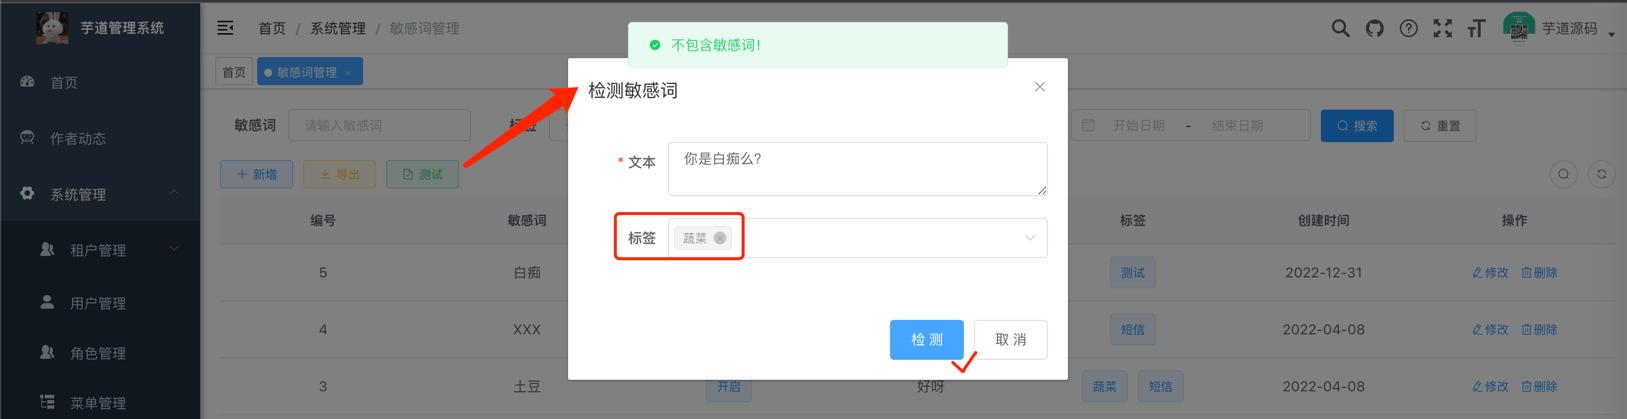 芋道管理系统
首页
作者动态
系统管理
租户管理
用户管理
角色管理
菜单管理
首页 / 系统管理 / 敏感词管理
芋道源码
首页
敏感词管理 ×
不包含敏感词!
敏感词 请输入敏感词 标签
开始日期 - 结束日期
搜索 重置
+ 新增 导出 测试
检测敏感词
* 文本 你是白痴么?
标签 蔬菜
检 测 取 消
编号 敏感词 标签 创建时间 操作
5 白痴 测试 2022-12-31 修改 删除
4 XXX 短信 2022-04-08 修改 删除
3 土豆 开启 好呀 蔬菜 短信 2022-04-08 修改 删除